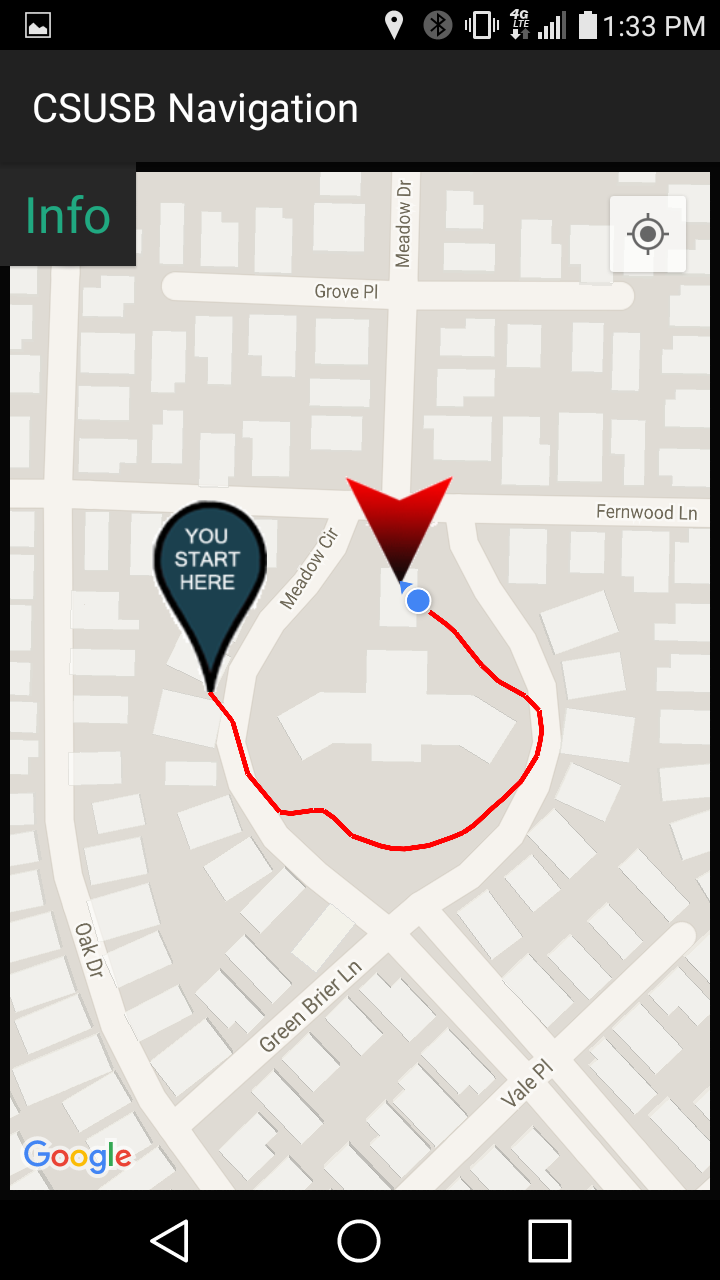 4G
LTE
1:33 PM
CSUSB Navigation
Info
Meadow Dr
Grove Pl
Fernwood Ln
YOU
START
HERE
Meadow Cir
Oak Dr
Green Brier Ln
Vale Pl
Google